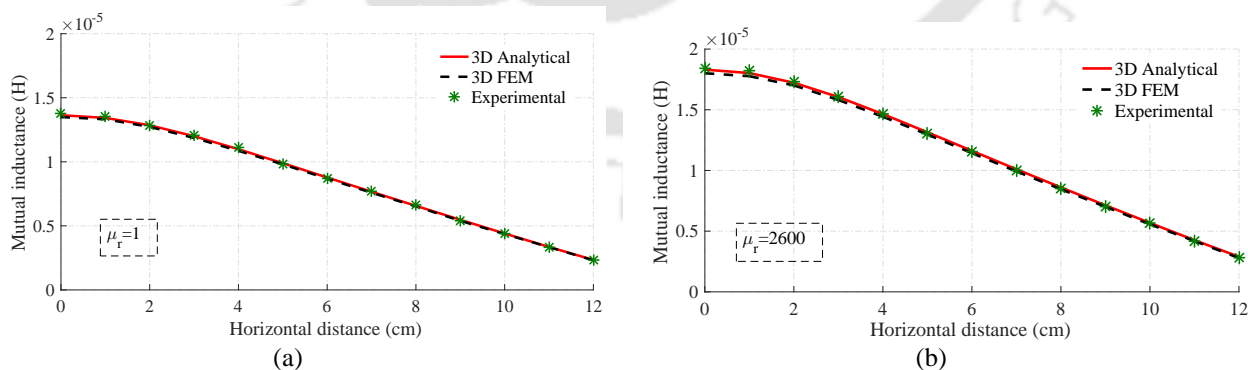 ×10⁻⁵
2
1.5
1
0.5
0
Mutual inductance (H)
3D Analytical
3D FEM
Experimental
μᵣ=1
0 2 4 6 8 10 12
Horizontal distance (cm)
(a)
×10⁻⁵
2
1.5
1
0.5
0
Mutual inductance (H)
3D Analytical
3D FEM
Experimental
μᵣ=2600
0 2 4 6 8 10 12
Horizontal distance (cm)
(b)